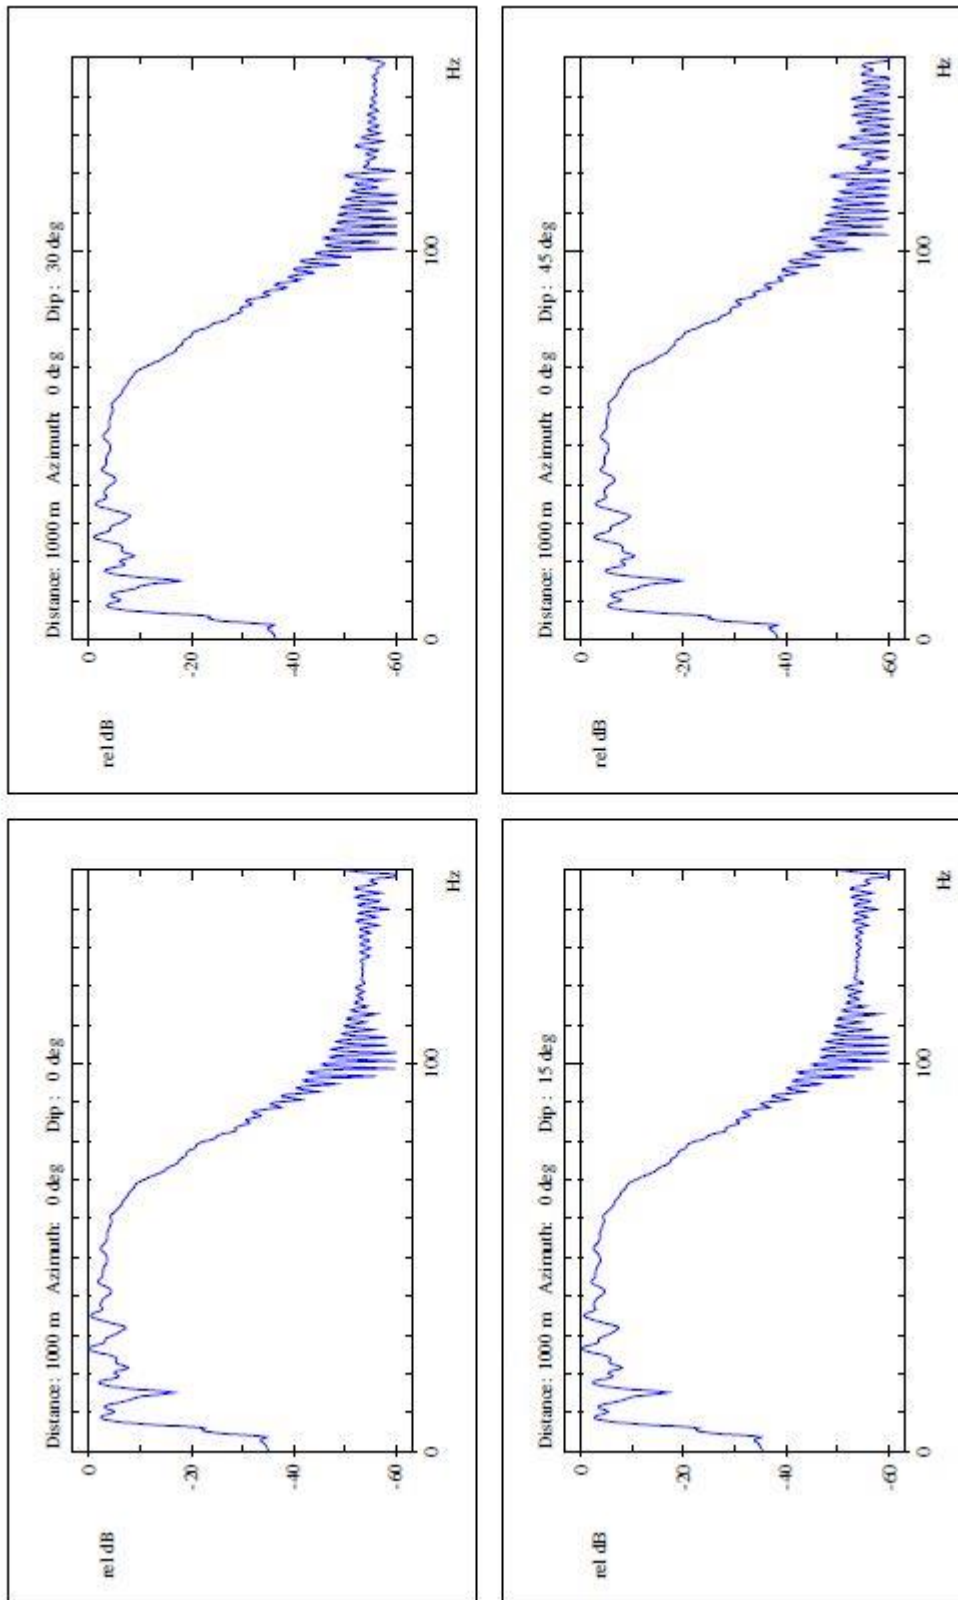 Distance: 1000 m Azimuth: 0 deg Dip : 0 deg
0
rel dB
-20
-40
-60
0 100
Hz
Distance: 1000 m Azimuth: 0 deg Dip : 30 deg
0
rel dB
-20
-40
-60
0 100
Hz
Distance: 1000 m Azimuth: 0 deg Dip : 15 deg
0
rel dB
-20
-40
-60
0 100
Hz
Distance: 1000 m Azimuth: 0 deg Dip : 45 deg
0
rel dB
-20
-40
-60
0 100
Hz